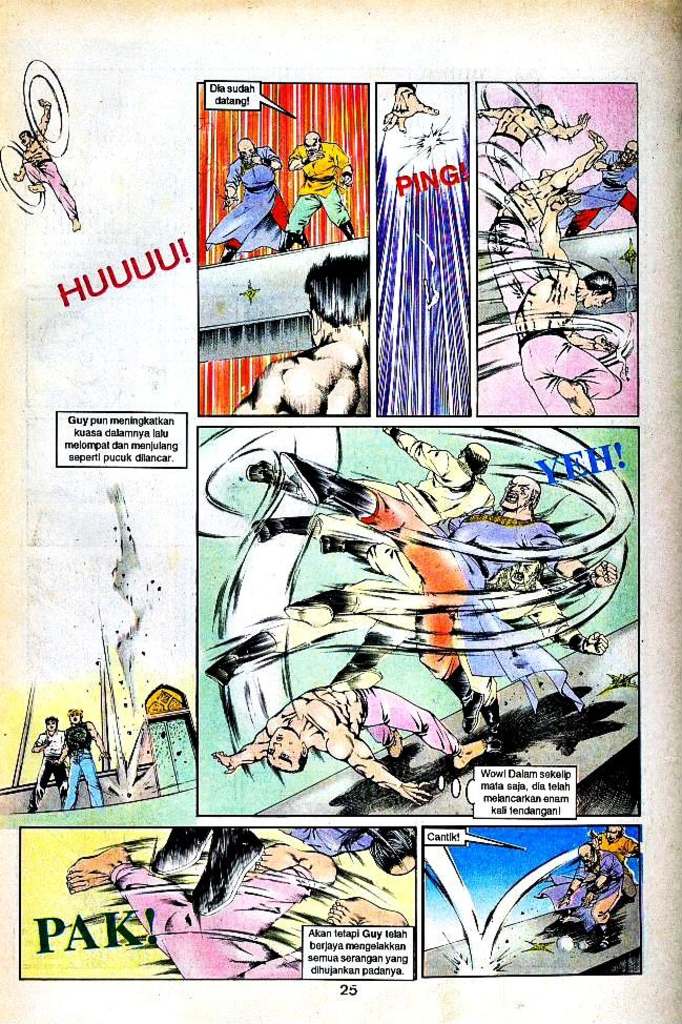 HUUUU!
Guy pun meningkatkan
kuasa dalamnya lalu
melompat dan menjulang
seperti pucuk dilancar.
Dia sudah
datang!
PING!
YEH!
Wow! Dalam sekelip
mata saja, dia telah
melancarkan enam
kali tendangan!
PAK!
Akan tetapi Guy telah
berjaya mengelakkan
semua serangan yang
dihujankan padanya.
Cantik!
25